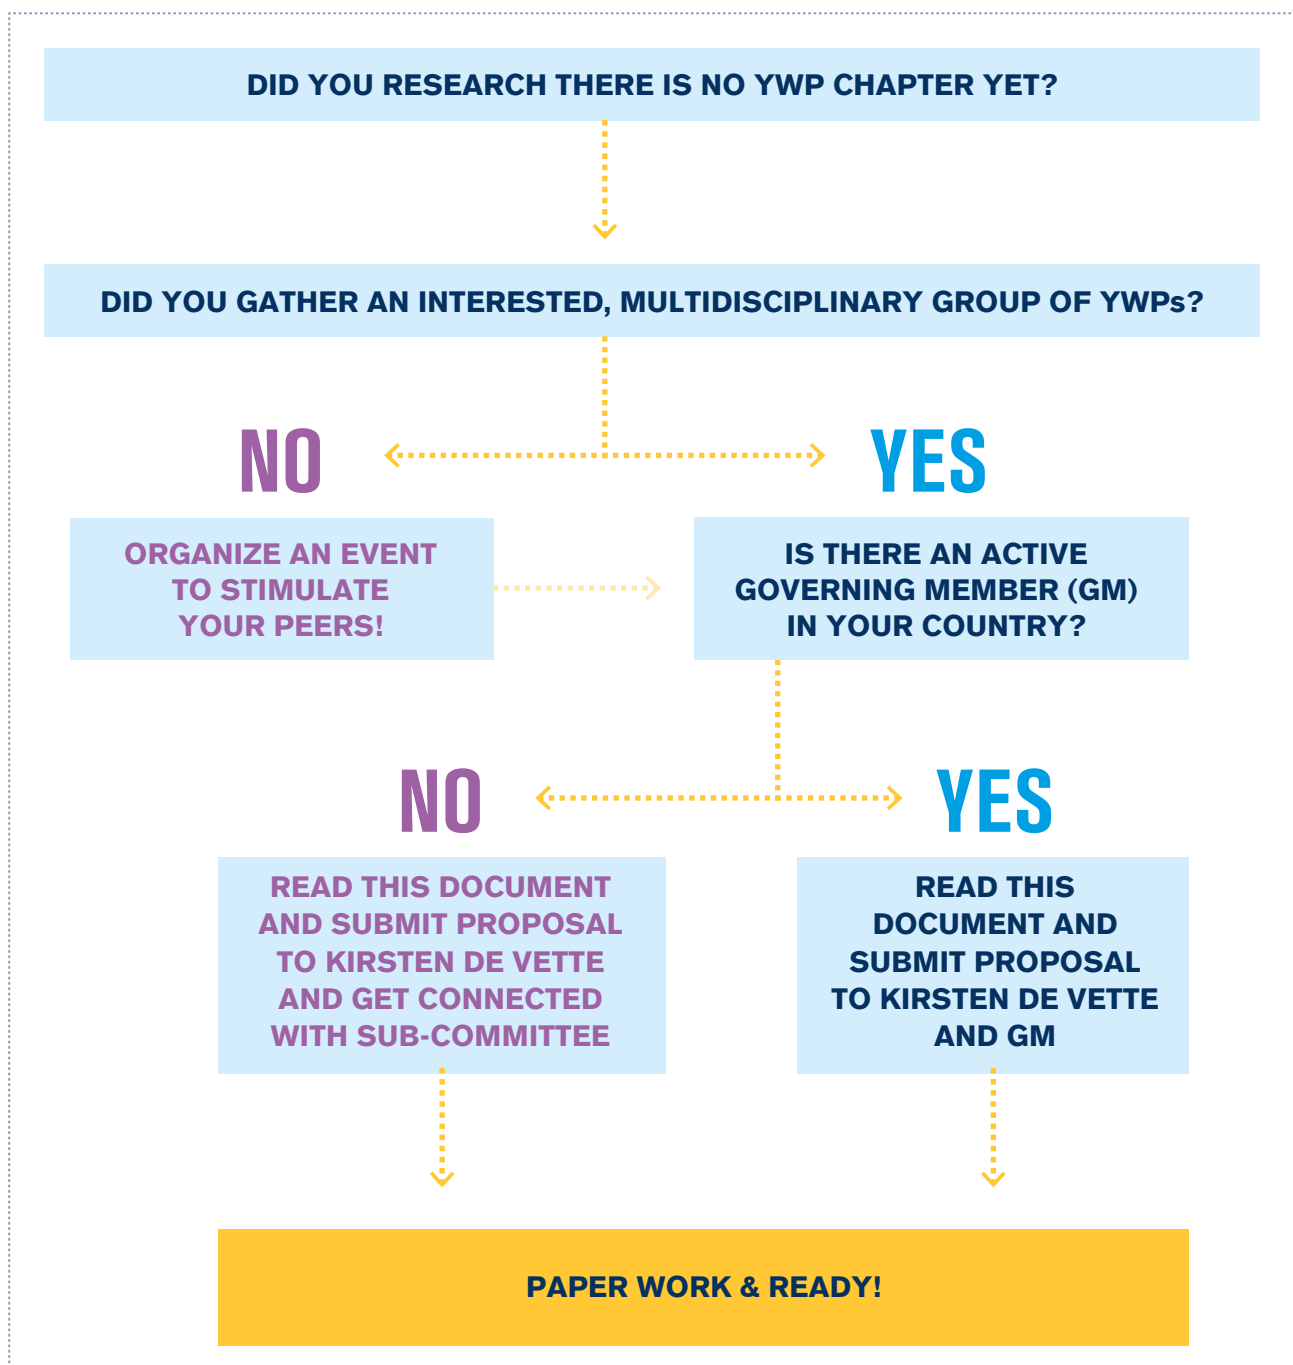 DID YOU RESEARCH THERE IS NO YWP CHAPTER YET?
DID YOU GATHER AN INTERESTED, MULTIDISCIPLINARY GROUP OF YWPs?
NO
YES
ORGANIZE AN EVENT
TO STIMULATE
YOUR PEERS!
IS THERE AN ACTIVE
GOVERNING MEMBER (GM)
IN YOUR COUNTRY?
NO
YES
READ THIS DOCUMENT
AND SUBMIT PROPOSAL
TO KIRSTEN DE VETTE
AND GET CONNECTED
WITH SUB-COMMITTEE
READ THIS
DOCUMENT AND
SUBMIT PROPOSAL
TO KIRSTEN DE VETTE
AND GM
PAPER WORK & READY!